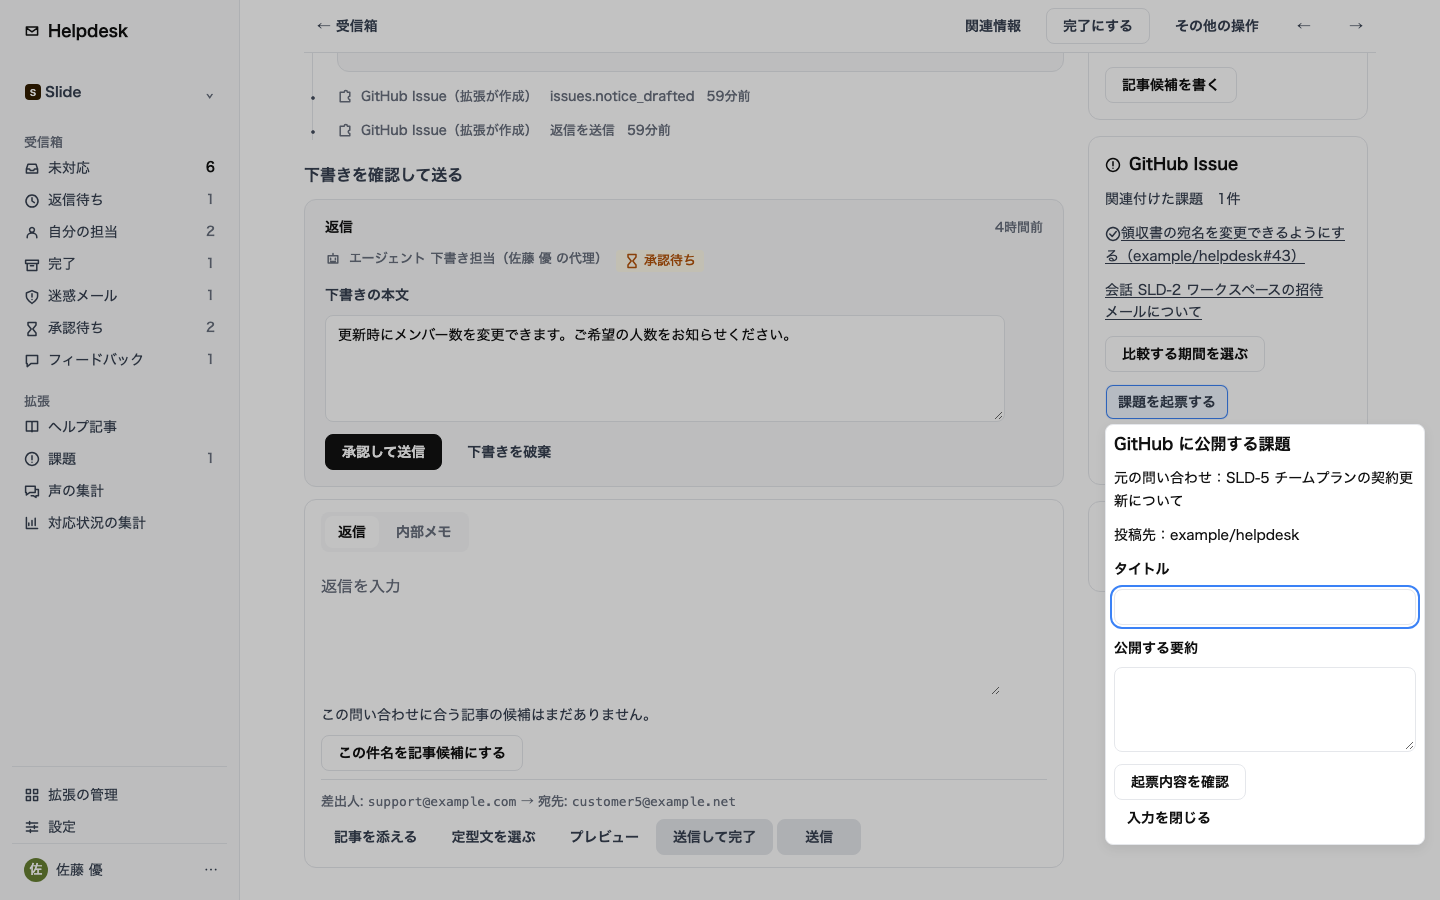 Helpdesk
S Slide
受信箱
未対応 6
返信待ち 1
自分の担当 2
完了 1
迷惑メール 1
承認待ち 2
フィードバック 1
拡張
ヘルプ記事
課題 1
声の集計
対応状況の集計
拡張の管理
設定
佐 佐藤 優 …
← 受信箱
関連情報 完了にする その他の操作 ← →
GitHub Issue（拡張が作成） issues.notice_drafted 59分前
GitHub Issue（拡張が作成） 返信を送信 59分前
下書きを確認して送る
返信 4時間前
エージェント 下書き担当（佐藤 優 の代理） 承認待ち
下書きの本文
更新時にメンバー数を変更できます。ご希望の人数をお知らせください。
承認して送信 下書きを破棄
返信 内部メモ
返信を入力
この問い合わせに合う記事の候補はまだありません。
この件名を記事候補にする
差出人: support@example.com → 宛先: customer5@example.net
記事を添える 定型文を選ぶ プレビュー 送信して完了 送信
記事候補を書く
GitHub Issue
関連付けた課題 1件
領収書の宛名を変更できるようにす
る（example/helpdesk#43）
会話 SLD-2 ワークスペースの招待
メールについて
比較する期間を選ぶ
課題を起票する
GitHub に公開する課題
元の問い合わせ：SLD-5 チームプランの契約更
新について
投稿先：example/helpdesk
タイトル
公開する要約
起票内容を確認
入力を閉じる